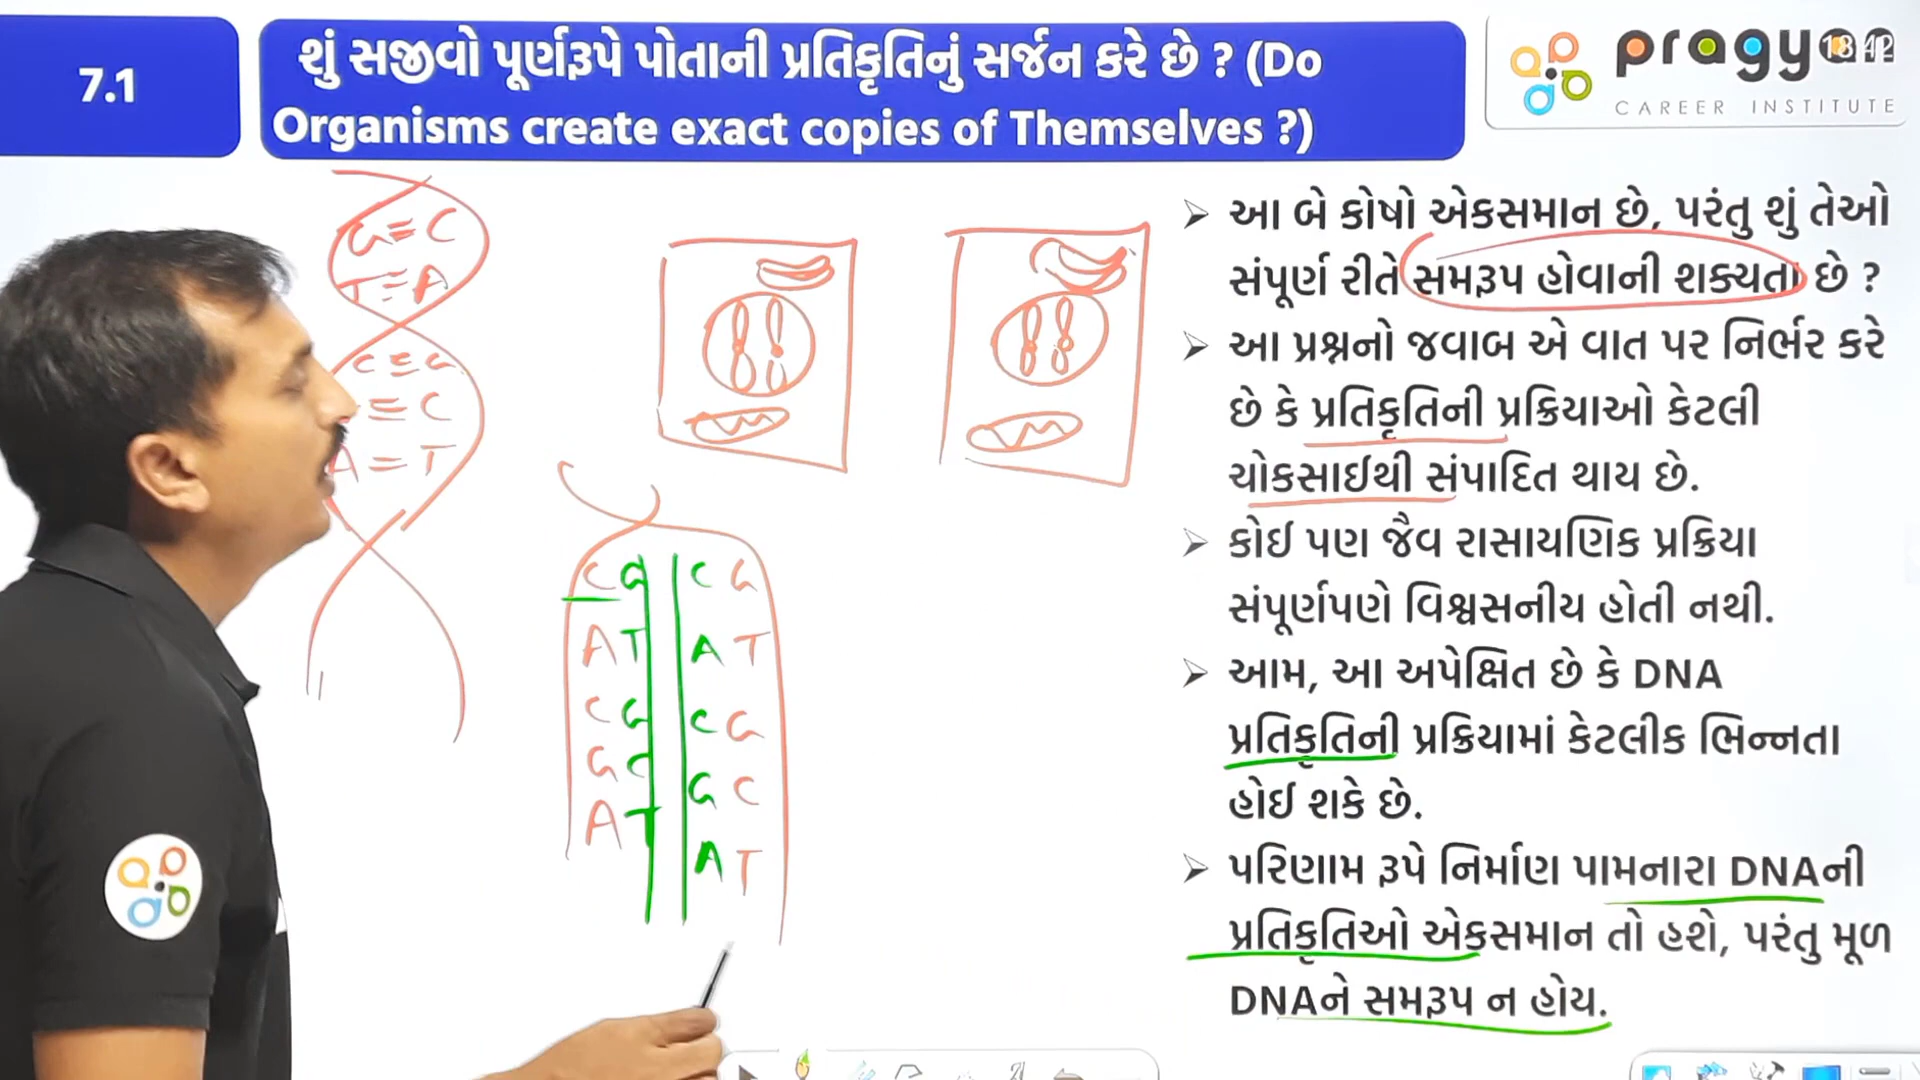 7.1
શું સજીવો પૂર્ણરૂપે પોતાની પ્રતિકૃતિનું સર્જન કરે છે ? (Do
Organisms create exact copies of Themselves ?)
pragyan
CAREER INSTITUTE
G≡C
T=A
C≡G
≡C
A=T
CG CG
AT AT
CG CG
GC GC
AT AT
➢ આ બે કોષો એકસમાન છે, પરંતુ શું તેઓ
સંપૂર્ણ રીતે સમરૂપ હોવાની શક્યતા છે ?
➢ આ પ્રશ્નનો જવાબ એ વાત પર નિર્ભર કરે
છે કે પ્રતિકૃતિની પ્રક્રિયાઓ કેટલી
ચોકસાઈથી સંપાદિત થાય છે.
➢ કોઈ પણ જૈવ રાસાયણિક પ્રક્રિયા
સંપૂર્ણપણે વિશ્વસનીય હોતી નથી.
➢ આમ, આ અપેક્ષિત છે કે DNA
પ્રતિકૃતિની પ્રક્રિયામાં કેટલીક ભિન્નતા
હોઈ શકે છે.
➢ પરિણામ રૂપે નિર્માણ પામનારા DNAની
પ્રતિકૃતિઓ એકસમાન તો હશે, પરંતુ મૂળ
DNAને સમરૂપ ન હોય.